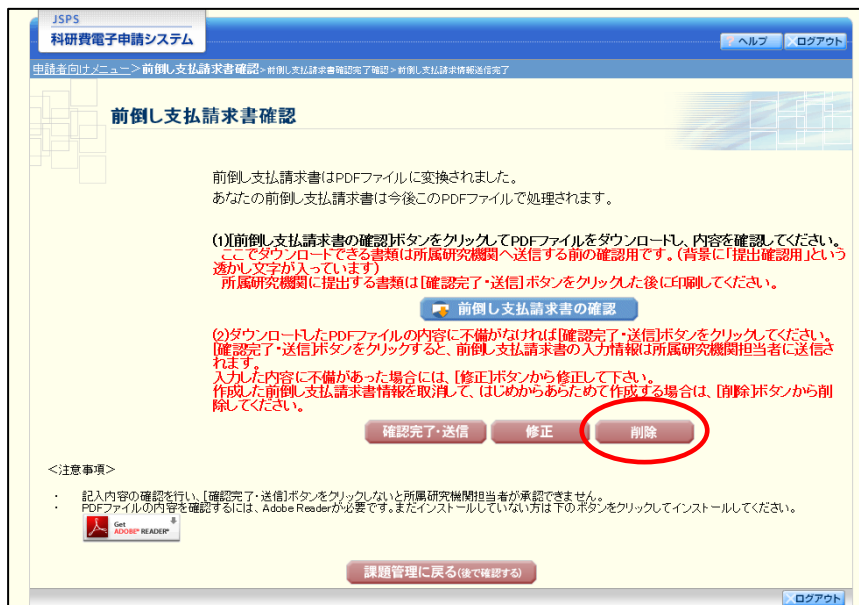 JSPS
科研費電子申請システム
ヘルプ
ログアウト
申請者向けメニュー>前倒し支払請求書確認>前倒し支払請求書確認完了確認>前倒し支払請求情報送信完了
前倒し支払請求書確認
前倒し支払請求書はPDFファイルに変換されました。
あなたの前倒し支払請求書は今後このPDFファイルで処理されます。
(1)[前倒し支払請求書の確認]ボタンをクリックしてPDFファイルをダウンロードし、内容を確認してください。
ここでダウンロードできる書類は所属研究機関へ送信する前の確認用です。(背景に「提出確認用」という
透かし文字が入っています)
所属研究機関に提出する書類は[確認完了・送信]ボタンをクリックした後に印刷してください。
前倒し支払請求書の確認
(2)ダウンロードしたPDFファイルの内容に不備がなければ[確認完了・送信]ボタンをクリックしてください。
[確認完了・送信]ボタンをクリックすると、前倒し支払請求書の入力情報は所属研究機関担当者に送信さ
れます。
入力した内容に不備があった場合には、[修正]ボタンから修正して下さい。
作成した前倒し支払請求書情報を取消して、はじめからあらためて作成する場合は、[削除]ボタンから削
除してください。
確認完了・送信
修正
削除
<注意事項>
・ 記入内容の確認を行い、[確認完了・送信]ボタンをクリックしないと所属研究機関担当者が承認できません。
・ PDFファイルの内容を確認するには、Adobe Readerが必要です。まだインストールしていない方は下のボタンをクリックしてインストールしてください。
Get
ADOBE® READER®
課題管理に戻る(後で確認する)
ログアウト